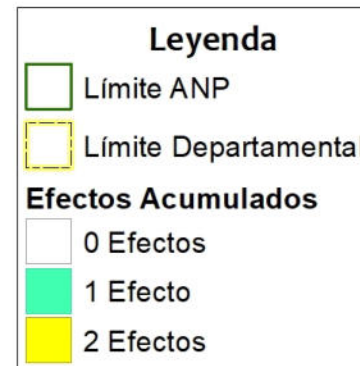 Leyenda
Límite ANP
Límite Departamental
Efectos Acumulados
0 Efectos
1 Efecto
2 Efectos